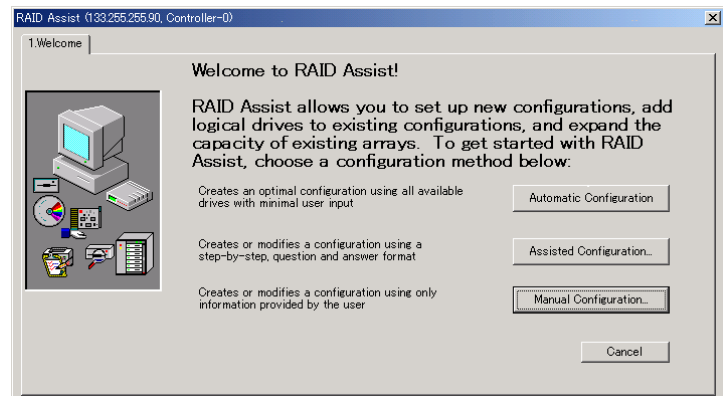 RAID Assist (133.255.255.90, Controller-0)
1.Welcome
Welcome to RAID Assist!
RAID Assist allows you to set up new configurations, add
logical drives to existing configurations, and expand the
capacity of existing arrays. To get started with RAID
Assist, choose a configuration method below:
Creates an optimal configuration using all available
drives with minimal user input
Automatic Configuration
Creates or modifies a configuration using a
step-by-step, question and answer format
Assisted Configuration...
Creates or modifies a configuration using only
information provided by the user
Manual Configuration...
Cancel